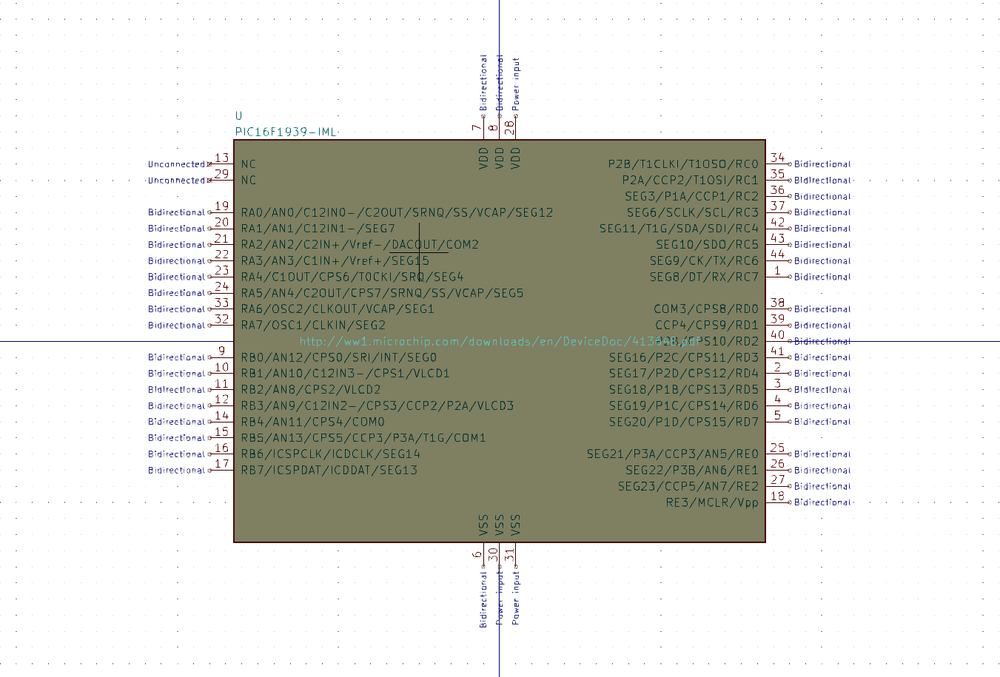 Bidirectional 7 VDD
Bidirectional 8 VDD
Power input 28 VDD
U
PIC16F1939-IML
Unconnected 13 NC
Unconnected 29 NC
Bidirectional 19 RA0/AN0/C12IN0-/C2OUT/SRNQ/SS/VCAP/SEG12
Bidirectional 20 RA1/AN1/C12IN1-/SEG7
Bidirectional 21 RA2/AN2/C2IN+/Vref-/DACOUT/COM2
Bidirectional 22 RA3/AN3/C1IN+/Vref+/SEG15
Bidirectional 23 RA4/C1OUT/CPS6/T0CKI/SRQ/SEG4
Bidirectional 24 RA5/AN4/C2OUT/CPS7/SRNQ/SS/VCAP/SEG5
Bidirectional 33 RA6/OSC2/CLKOUT/VCAP/SEG1
Bidirectional 32 RA7/OSC1/CLKIN/SEG2
Bidirectional 9 RB0/AN12/CPS0/SRI/INT/SEG0
Bidirectional 10 RB1/AN10/C12IN3-/CPS1/VLCD1
Bidirectional 11 RB2/AN8/CPS2/VLCD2
Bidirectional 12 RB3/AN9/C12IN2-/CPS3/CCP2/P2A/VLCD3
Bidirectional 14 RB4/AN11/CPS4/COM0
Bidirectional 15 RB5/AN13/CPS5/CCP3/P3A/T1G/COM1
Bidirectional 16 RB6/ICSPCLK/ICDCLK/SEG14
Bidirectional 17 RB7/ICSPDAT/ICDDAT/SEG13
P2B/T1CLKI/T1OSO/RC0 34 Bidirectional
P2A/CCP2/T1OSI/RC1 35 Bidirectional
SEG3/P1A/CCP1/RC2 36 Bidirectional
SEG6/SCLK/SCL/RC3 37 Bidirectional
SEG11/T1G/SDA/SDI/RC4 42 Bidirectional
SEG10/SDO/RC5 43 Bidirectional
SEG9/CK/TX/RC6 44 Bidirectional
SEG8/DT/RX/RC7 1 Bidirectional
COM3/CPS8/RD0 38 Bidirectional
CCP4/CPS9/RD1 39 Bidirectional
/CPS10/RD2 40 Bidirectional
SEG16/P2C/CPS11/RD3 41 Bidirectional
SEG17/P2D/CPS12/RD4 2 Bidirectional
SEG18/P1B/CPS13/RD5 3 Bidirectional
SEG19/P1C/CPS14/RD6 4 Bidirectional
SEG20/P1D/CPS15/RD7 5 Bidirectional
SEG21/P3A/CCP3/AN5/RE0 25 Bidirectional
SEG22/P3B/AN6/RE1 26 Bidirectional
SEG23/CCP5/AN7/RE2 27 Bidirectional
RE3/MCLR/Vpp 18 Bidirectional
http://ww1.microchip.com/downloads/en/DeviceDoc/
VSS 6 Bidirectional
VSS 30 Power input
VSS 31 Power input